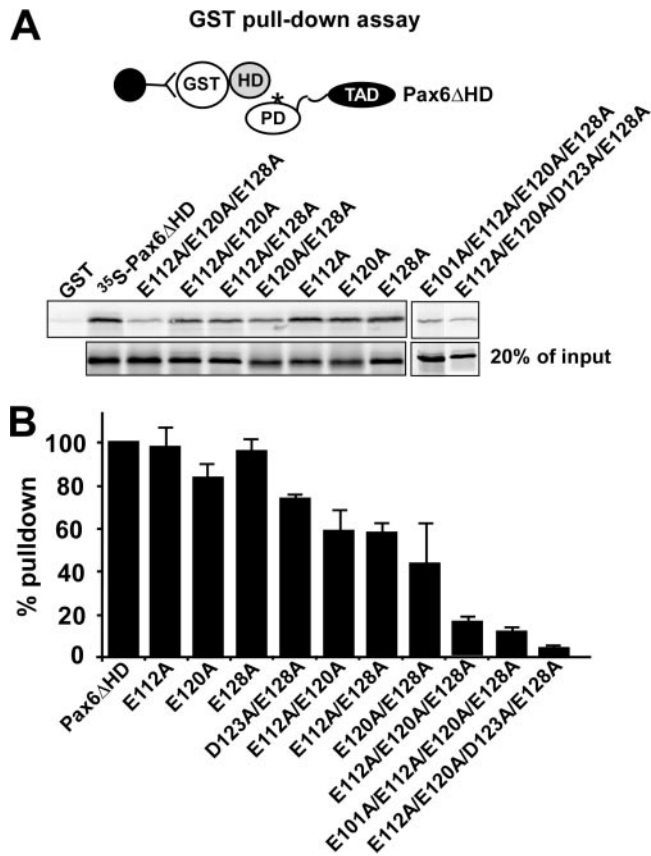 A
GST pull-down assay
GST
HD
*
PD
TAD
Pax6ΔHD
GST
³⁵S-Pax6ΔHD
E112A/E120A/E128A
E112A/E120A
E112A/E128A
E120A/E128A
E112A
E120A
E128A
E101A/E112A/E120A/E128A
E112A/E120A/D123A/E128A
20% of input
B
% pulldown
100
80
60
40
20
0
Pax6ΔHD
E112A
E120A
E128A
D123A/E128A
E112A/E120A
E112A/E128A
E120A/E128A
E112A/E120A/E128A
E101A/E112A/E120A/E128A
E112A/E120A/D123A/E128A